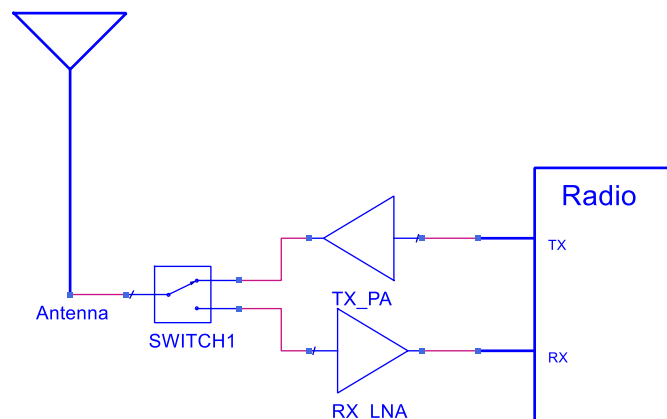 Radio
TX
TX_PA
Antenna
SWITCH1
RX
RX_LNA